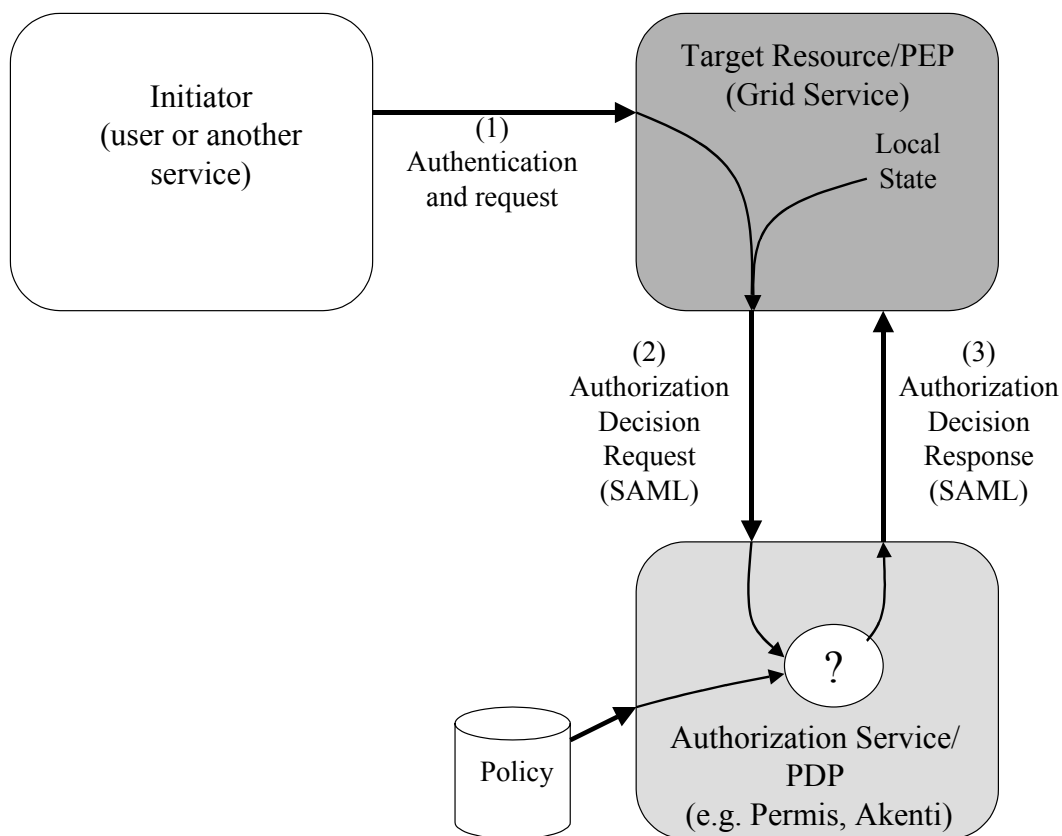 Initiator
(user or another
service)
(1)
Authentication
and request
Target Resource/PEP
(Grid Service)
Local
State
(2)
Authorization
Decision
Request
(SAML)
(3)
Authorization
Decision
Response
(SAML)
?
Policy
Authorization Service/
PDP
(e.g. Permis, Akenti)